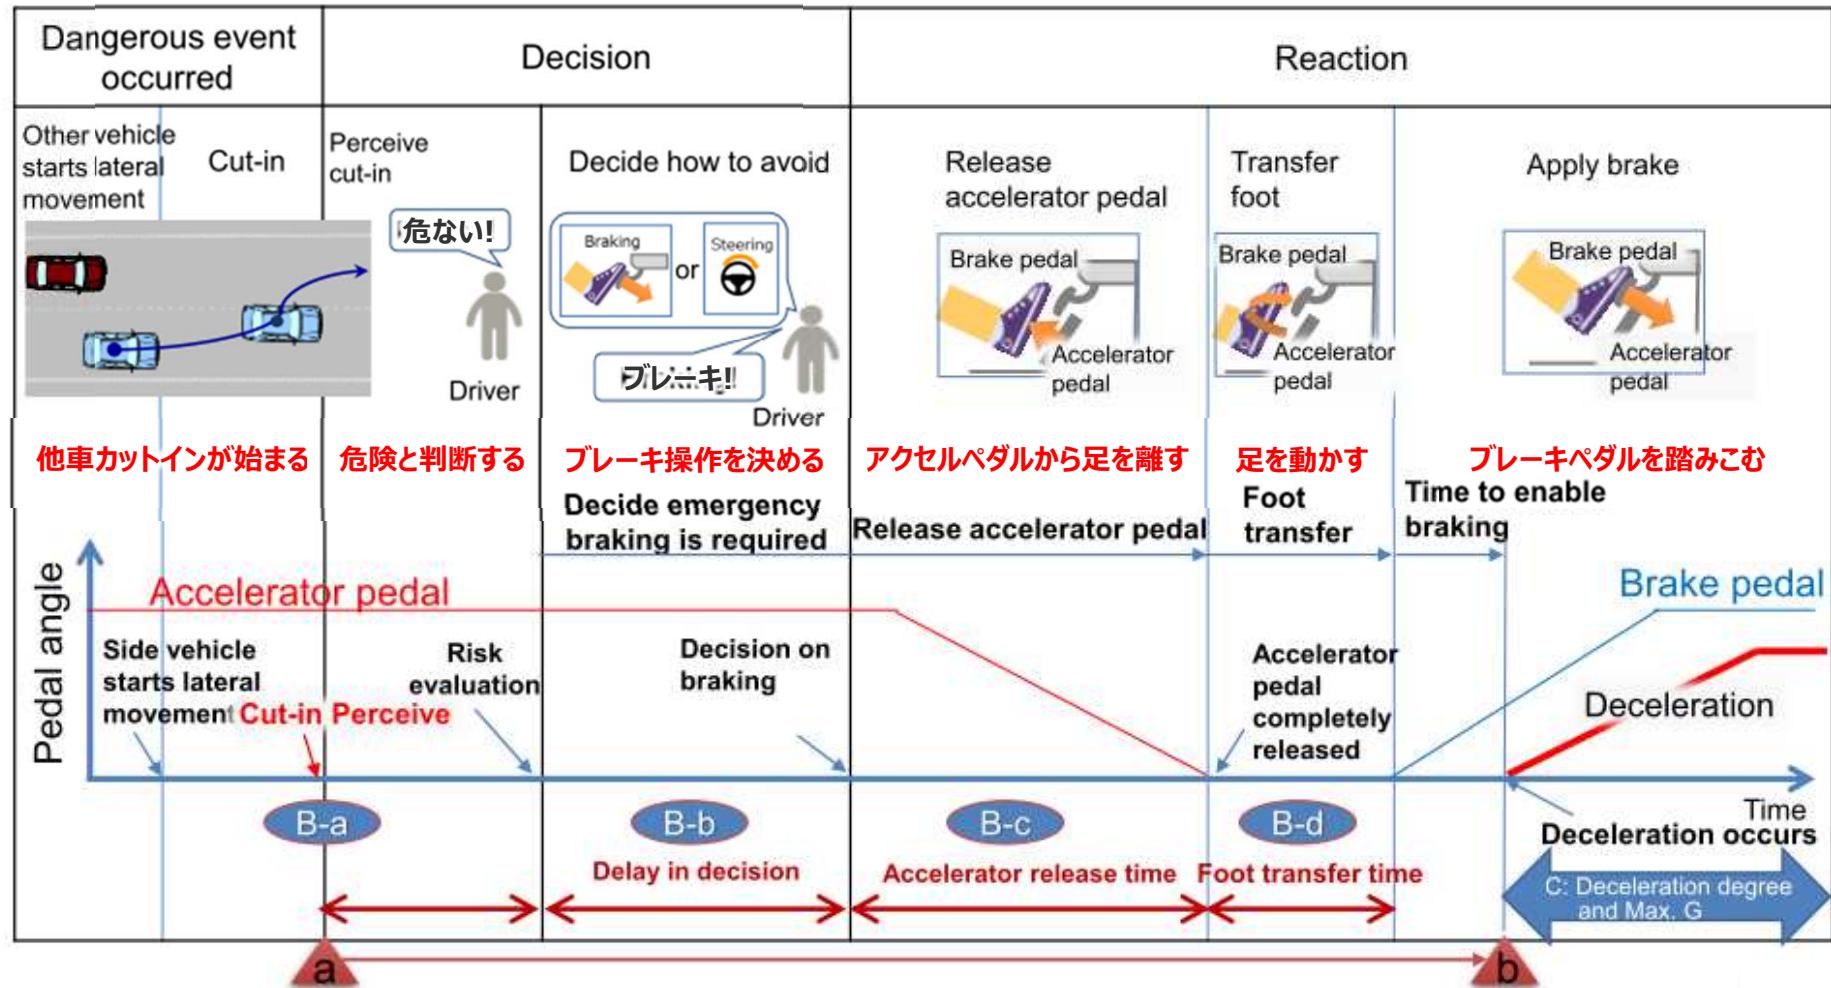 Dangerous event
occurred
Decision
Reaction
Other vehicle
starts lateral
movement
Cut-in
Perceive
cut-in
Decide how to avoid
Release
accelerator pedal
Transfer
foot
Apply brake
危ない!
Driver
Braking
or
Steering
ブレーキ!
Driver
Brake pedal
Accelerator
pedal
Brake pedal
Accelerator
pedal
Brake pedal
Accelerator
pedal
他車カットインが始まる
危険と判断する
ブレーキ操作を決める
アクセルペダルから足を離す
足を動かす
ブレーキペダルを踏みこむ
Decide emergency
braking is required
Release accelerator pedal
Foot
transfer
Time to enable
braking
Pedal angle
Accelerator pedal
Brake pedal
Side vehicle
starts lateral
movement
Cut-in Perceive
Risk
evaluation
Decision on
braking
Accelerator
pedal
completely
released
Deceleration
Time
Deceleration occurs
B-a
B-b
B-c
B-d
Delay in decision
Accelerator release time
Foot transfer time
C: Deceleration degree
and Max. G
a
b